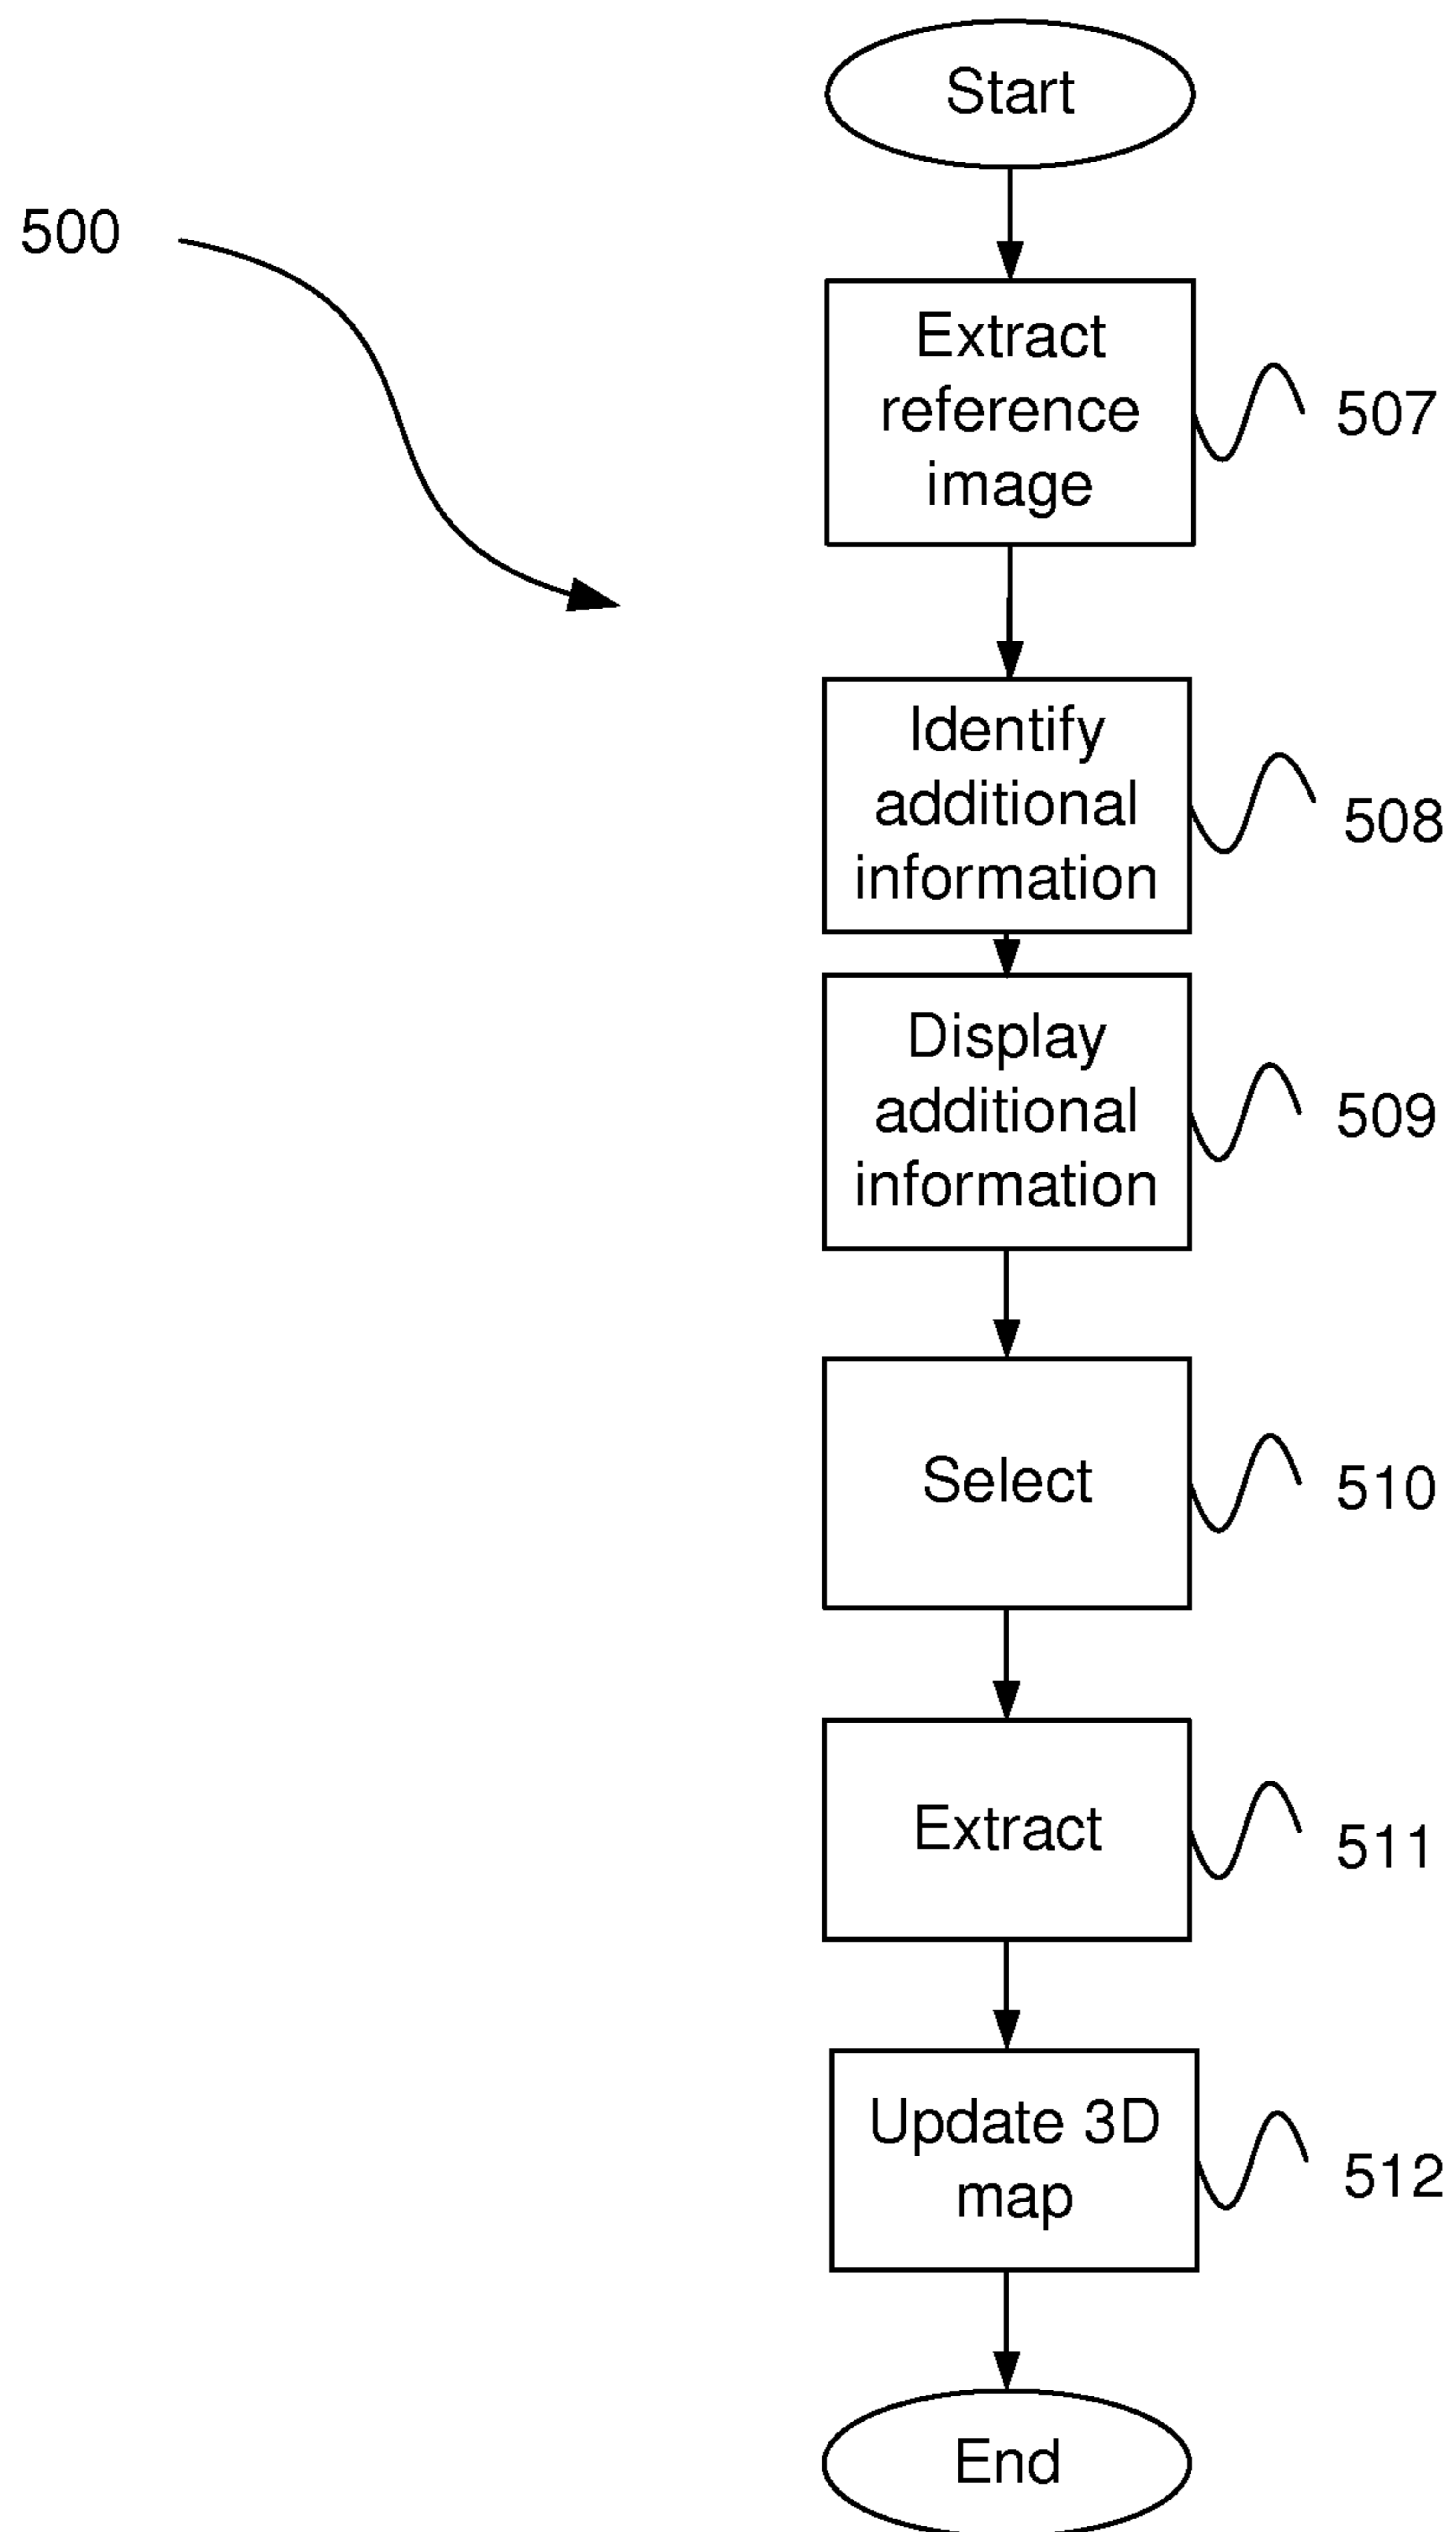 Start
500
Extract
reference
image
507
Identify
additional
information
508
Display
additional
information
509
Select
510
Extract
511
Update 3D
map
512
End